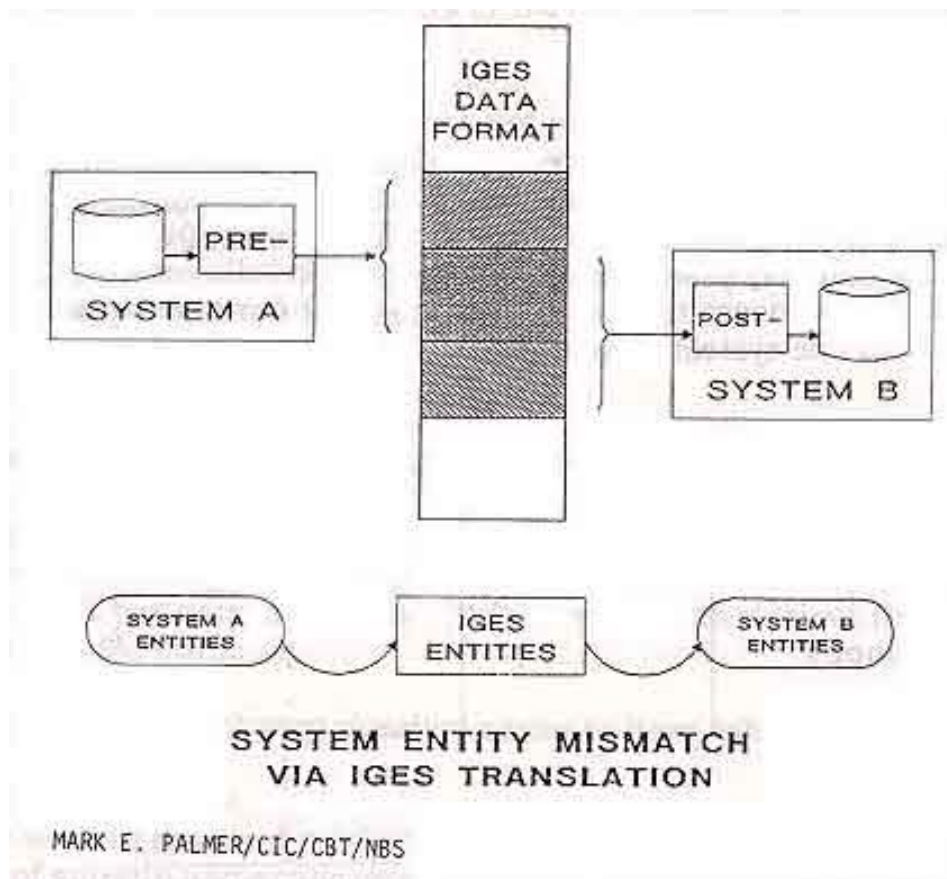 IGES
DATA
FORMAT
PRE-
SYSTEM A
POST-
SYSTEM B
SYSTEM A
ENTITIES
IGES
ENTITIES
SYSTEM B
ENTITIES
SYSTEM ENTITY MISMATCH
VIA IGES TRANSLATION
MARK E. PALMER/CIC/CBT/NBS